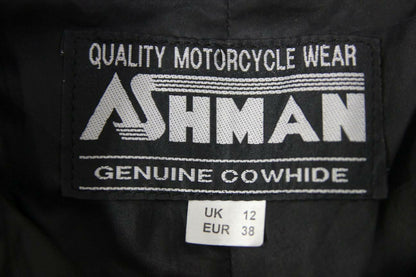 QUALITY MOTORCYCLE WEAR
ASHMAN
GENUINE COWHIDE
UK 12
EUR 38